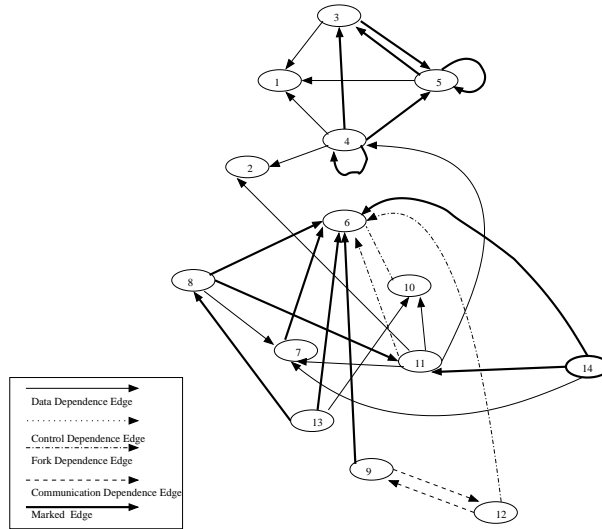 3
1
5
4
2
6
8
10
7
11
14
13
9
12
Data Dependence Edge
Control Dependence Edge
Fork Dependence Edge
Communication Dependence Edge
Marked Edge